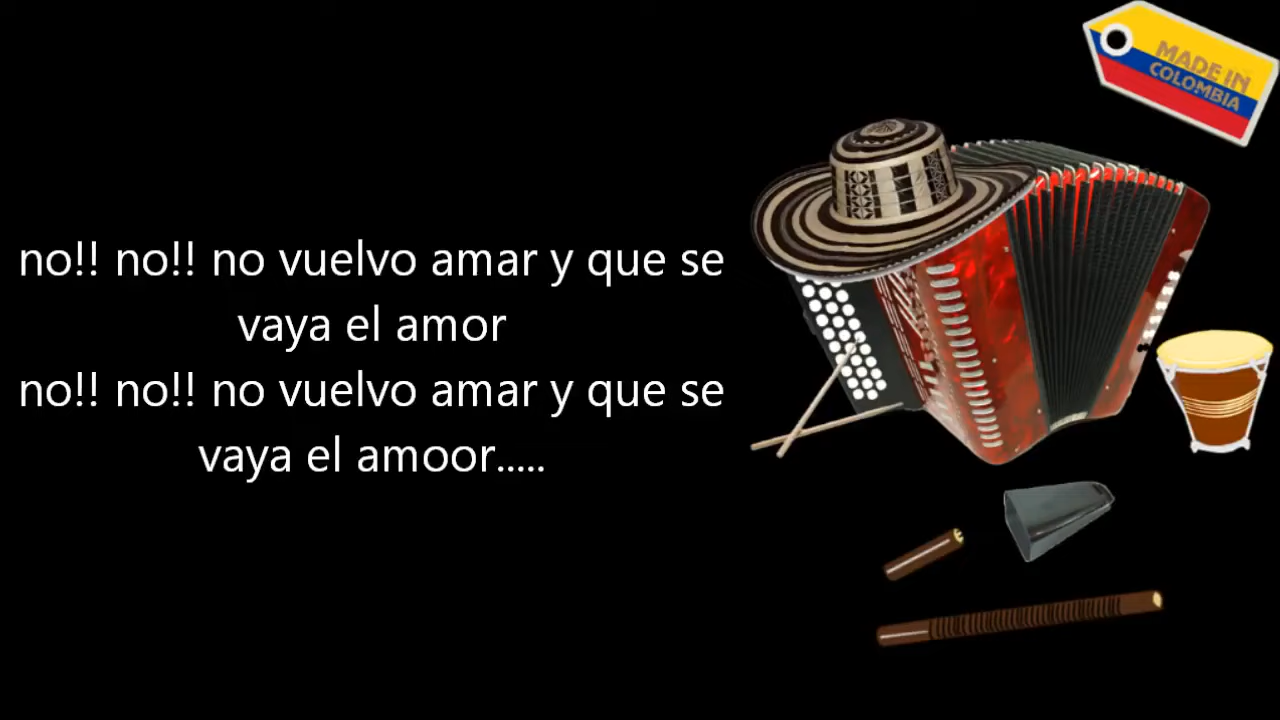 MADE IN
COLOMBIA
no!! no!! no vuelvo amar y que se
vaya el amor
no!! no!! no vuelvo amar y que se
vaya el amoor.....